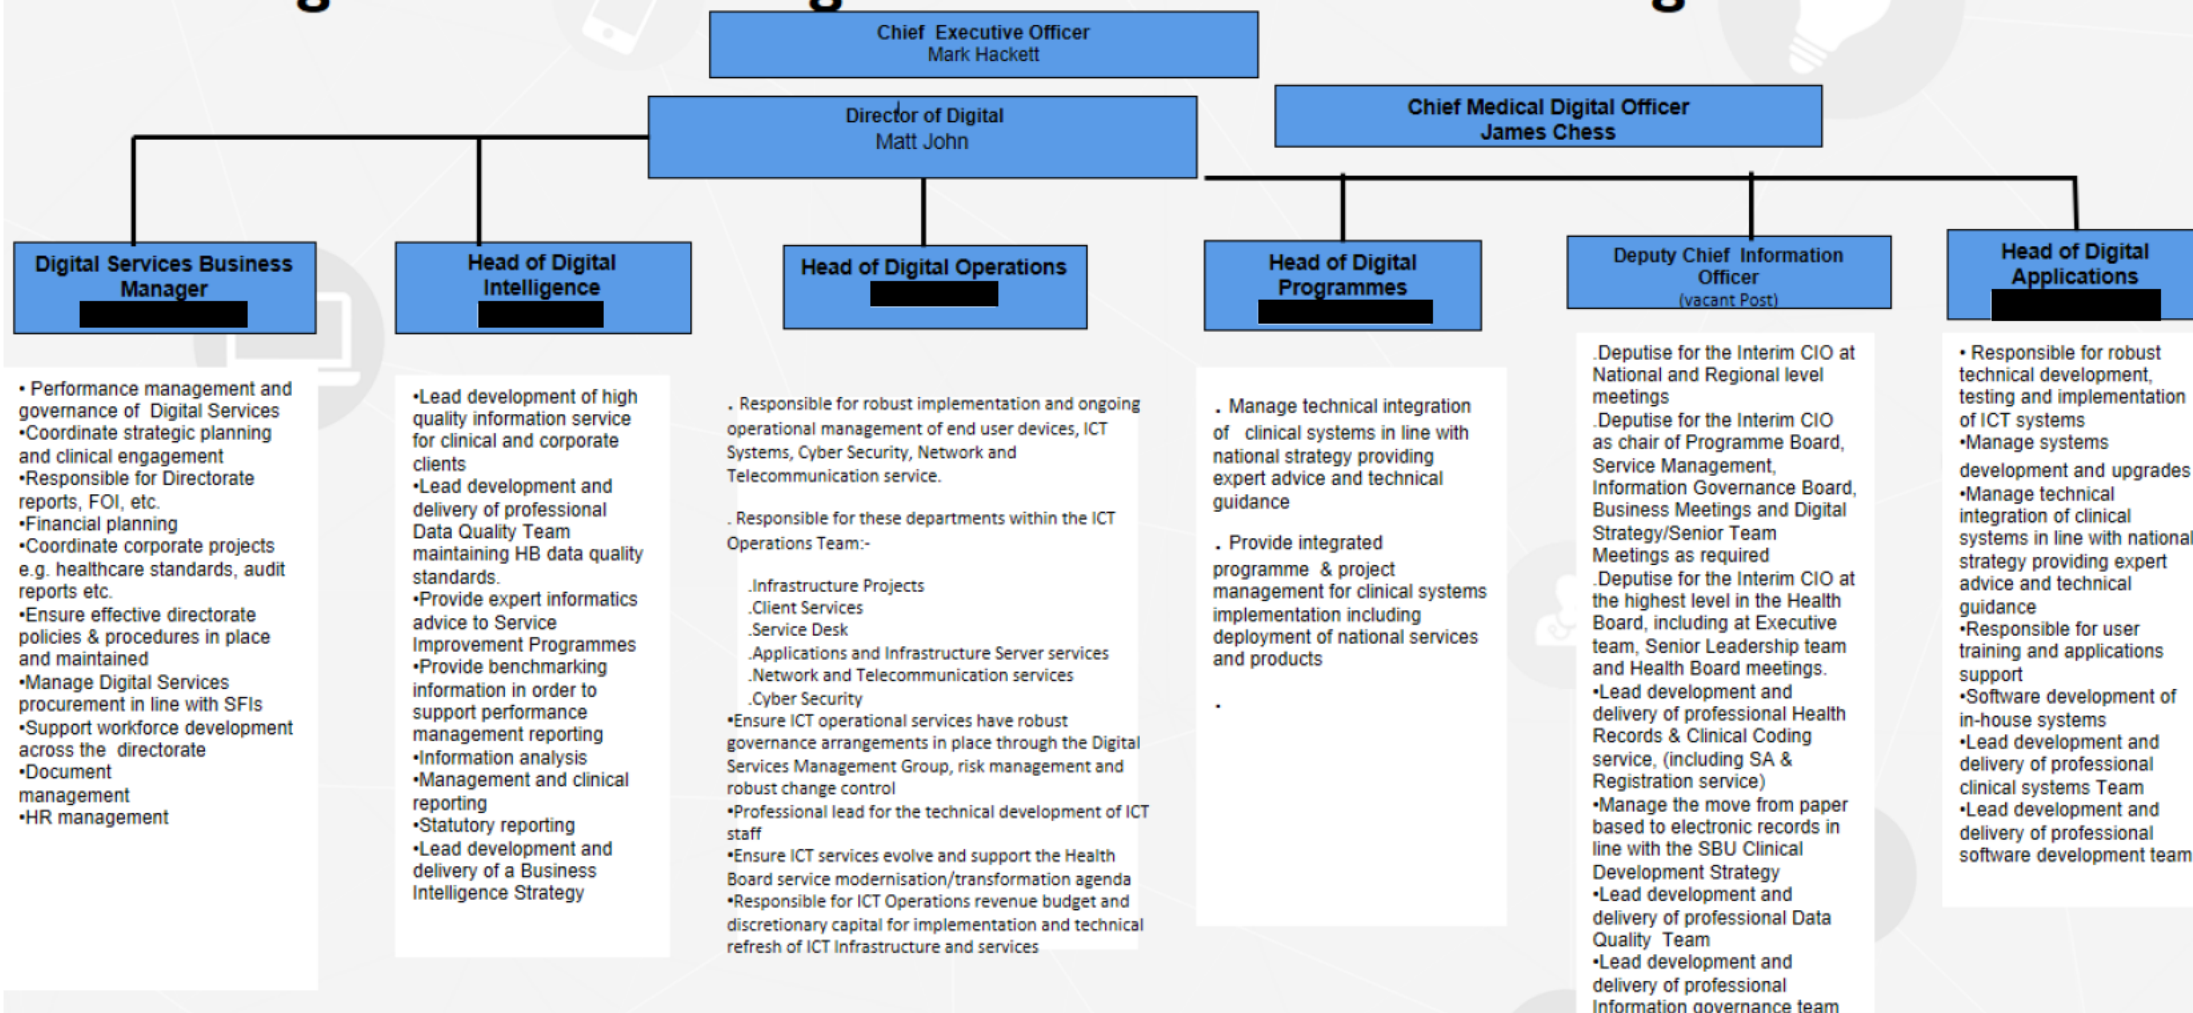 Chief Executive Officer
Mark Hackett
Director of Digital
Matt John
Chief Medical Digital Officer
James Chess
Digital Services Business
Manager
Head of Digital
Intelligence
Head of Digital Operations
Head of Digital
Programmes
Deputy Chief Information
Officer
(vacant Post)
Head of Digital
Applications
• Performance management and
governance of Digital Services
•Coordinate strategic planning
and clinical engagement
•Responsible for Directorate
reports, FOI, etc.
•Financial planning
•Coordinate corporate projects
e.g. healthcare standards, audit
reports etc.
•Ensure effective directorate
policies & procedures in place
and maintained
•Manage Digital Services
procurement in line with SFIs
•Support workforce development
across the directorate
•Document
management
•HR management
•Lead development of high
quality information service
for clinical and corporate
clients
•Lead development and
delivery of professional
Data Quality Team
maintaining HB data quality
standards.
•Provide expert informatics
advice to Service
Improvement Programmes
•Provide benchmarking
information in order to
support performance
management reporting
•Information analysis
•Management and clinical
reporting
•Statutory reporting
•Lead development and
delivery of a Business
Intelligence Strategy
. Responsible for robust implementation and ongoing
operational management of end user devices, ICT
Systems, Cyber Security, Network and
Telecommunication service.
. Responsible for these departments within the ICT
Operations Team:-
.Infrastructure Projects
.Client Services
.Service Desk
.Applications and Infrastructure Server services
.Network and Telecommunication services
.Cyber Security
•Ensure ICT operational services have robust
governance arrangements in place through the Digital
Services Management Group, risk management and
robust change control
•Professional lead for the technical development of ICT
staff
•Ensure ICT services evolve and support the Health
Board service modernisation/transformation agenda
•Responsible for ICT Operations revenue budget and
discretionary capital for implementation and technical
refresh of ICT Infrastructure and services
. Manage technical integration
of clinical systems in line with
national strategy providing
expert advice and technical
guidance
. Provide integrated
programme & project
management for clinical systems
implementation including
deployment of national services
and products
.
.Deputise for the Interim CIO at
National and Regional level
meetings
.Deputise for the Interim CIO
as chair of Programme Board,
Service Management,
Information Governance Board,
Business Meetings and Digital
Strategy/Senior Team
Meetings as required
.Deputise for the Interim CIO at
the highest level in the Health
Board, including at Executive
team, Senior Leadership team
and Health Board meetings.
•Lead development and
delivery of professional Health
Records & Clinical Coding
service, (including SA &
Registration service)
•Manage the move from paper
based to electronic records in
line with the SBU Clinical
Development Strategy
•Lead development and
delivery of professional Data
Quality Team
•Lead development and
delivery of professional
Information governance team
• Responsible for robust
technical development,
testing and implementation
of ICT systems
•Manage systems
development and upgrades
•Manage technical
integration of clinical
systems in line with national
strategy providing expert
advice and technical
guidance
•Responsible for user
training and applications
support
•Software development of
in-house systems
•Lead development and
delivery of professional
clinical systems Team
•Lead development and
delivery of professional
software development team